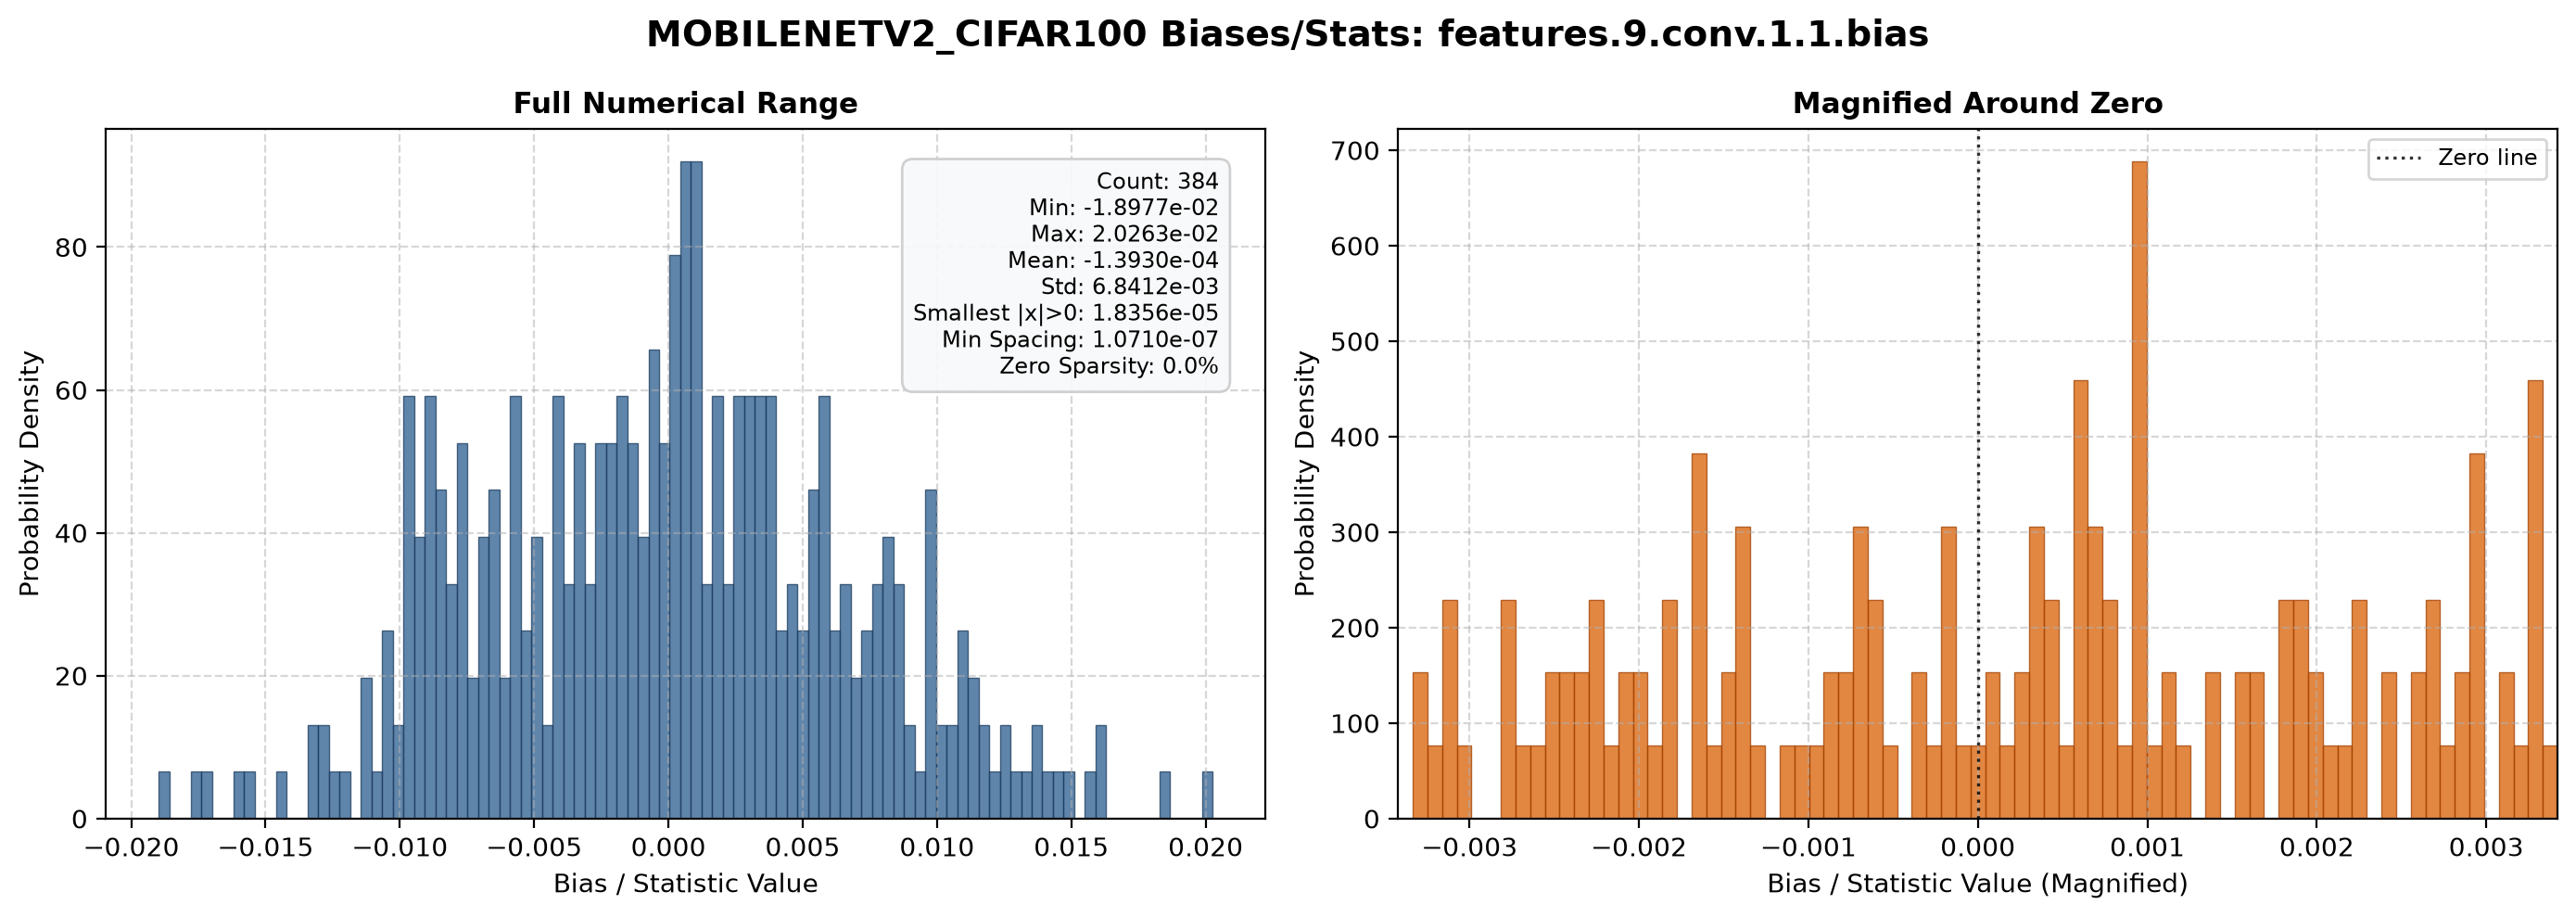 MOBILENETV2_CIFAR100 Biases/Stats: features.9.conv.1.1.bias
Full Numerical Range
Probability Density
80
60
40
20
0
Count: 384
Min: -1.8977e-02
Max: 2.0263e-02
Mean: -1.3930e-04
Std: 6.8412e-03
Smallest |x|>0: 1.8356e-05
Min Spacing: 1.0710e-07
Zero Sparsity: 0.0%
−0.020 −0.015 −0.010 −0.005 0.000 0.005 0.010 0.015 0.020
Bias / Statistic Value
Magnified Around Zero
Probability Density
700
600
500
400
300
200
100
0
Zero line
−0.003 −0.002 −0.001 0.000 0.001 0.002 0.003
Bias / Statistic Value (Magnified)